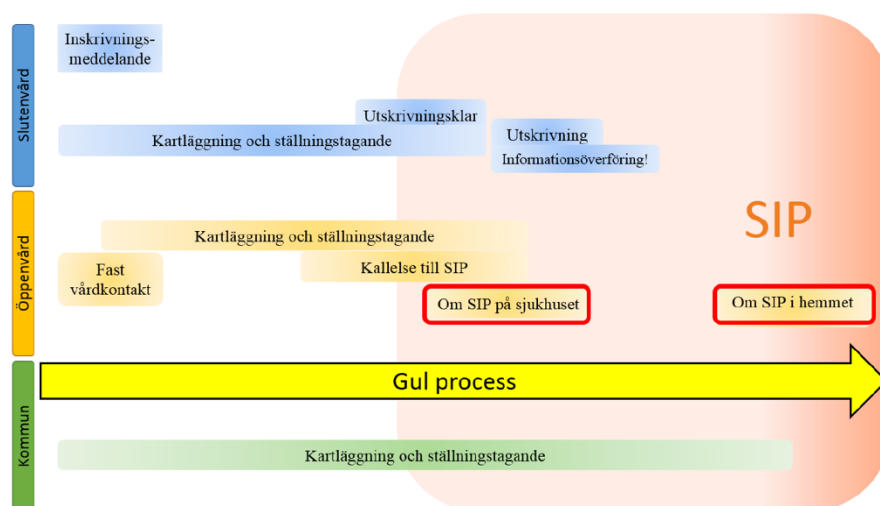 Slutenvård
Inskrivnings-
meddelande
Utskrivningsklar
Kartläggning och ställningstagande
Utskrivning
Informationsöverföring!
SIP
Öppenvård
Kartläggning och ställningstagande
Fast
vårdkontakt
Kallelse till SIP
Om SIP på sjukhuset
Om SIP i hemmet
Gul process
Kommun
Kartläggning och ställningstagande